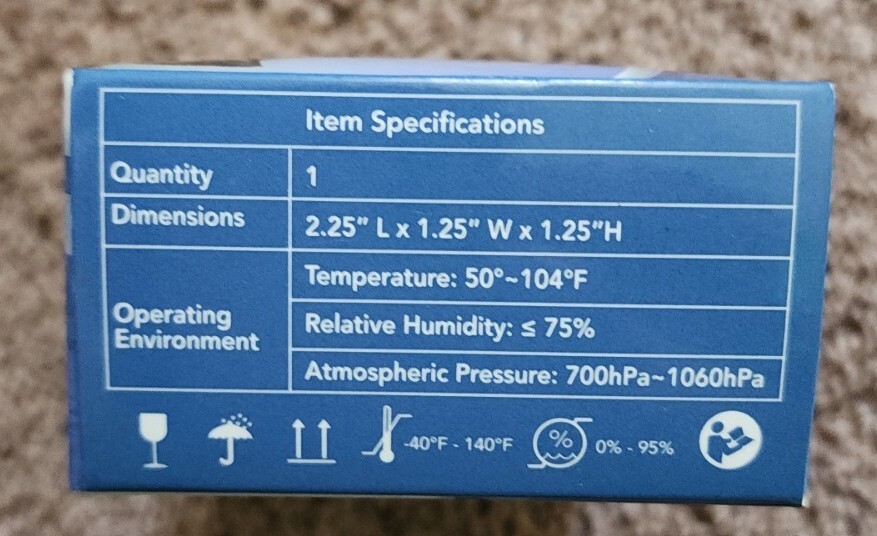 Item Specifications
Quantity 1
Dimensions 2.25" L x 1.25" W x 1.25"H
Operating Environment
Temperature: 50°~104°F
Relative Humidity: ≤ 75%
Atmospheric Pressure: 700hPa~1060hPa
-40°F - 140°F % 0% - 95%